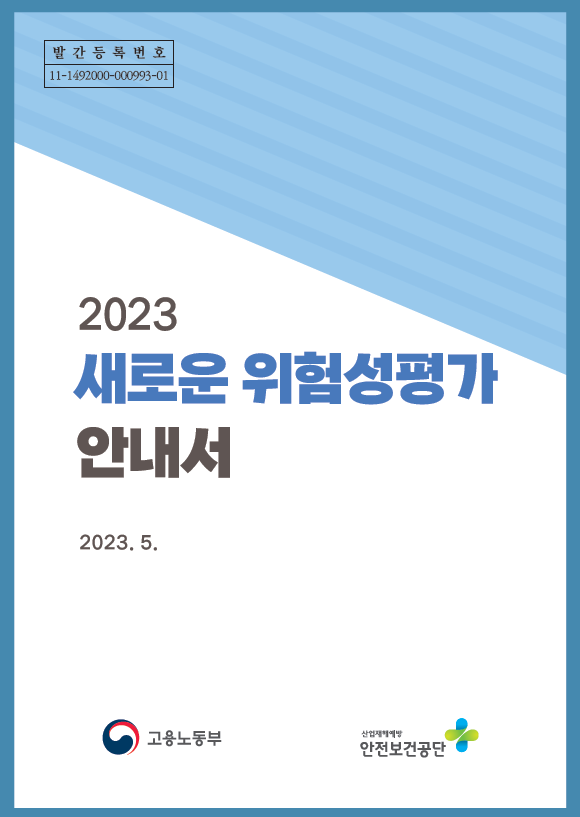 발간등록번호
11-1492000-000993-01
2023
새로운 위험성평가
안내서
2023. 5.
고용노동부
산업재해예방
안전보건공단